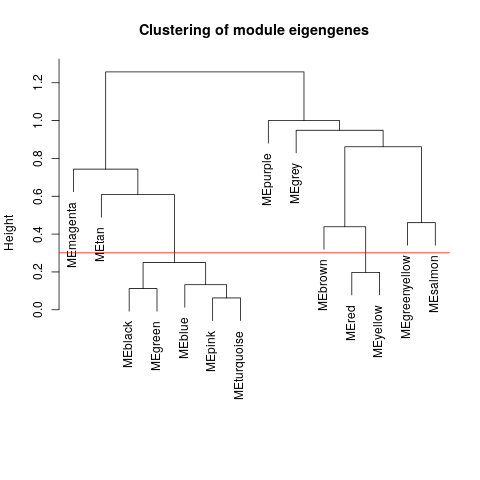 Clustering of module eigengenes
Height
1.2
1.0
0.8
0.6
0.4
0.2
0.0
MEmagenta
MEtan
MEblack
MEgreen
MEblue
MEpink
MEturquoise
MEpurple
MEgrey
MEbrown
MEred
MEyellow
MEgreenyellow
MEsalmon